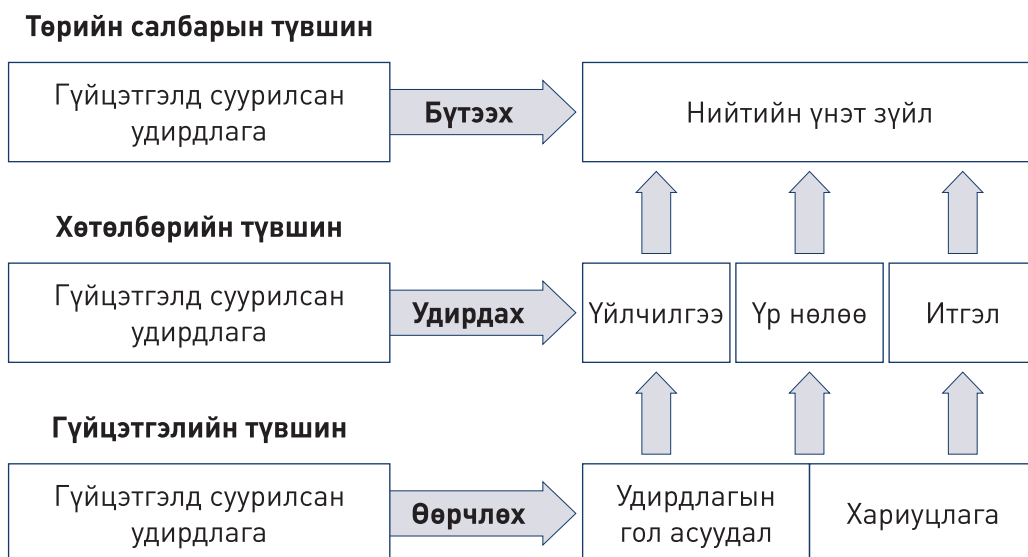 Төрийн салбарын түвшин
Гүйцэтгэлд суурилсан
удирдлага
Бүтээх
Нийтийн үнэт зүйл
Хөтөлбөрийн түвшин
Гүйцэтгэлд суурилсан
удирдлага
Удирдах
Үйлчилгээ
Үр нөлөө
Итгэл
Гүйцэтгэлийн түвшин
Гүйцэтгэлд суурилсан
удирдлага
Өөрчлөх
Удирдлагын
гол асуудал
Хариуцлага